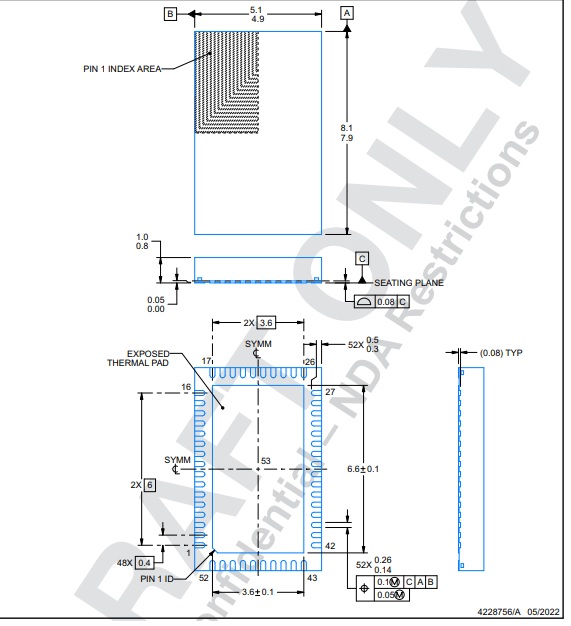 B
5.1
4.9
A
PIN 1 INDEX AREA
8.1
7.9
1.0
0.8
C
SEATING PLANE
0.05
0.00
0.08 C
2X 3.6
SYMM
℄
52X 0.5
0.3
(0.08) TYP
EXPOSED
THERMAL PAD
17
26
16
27
SYMM
℄
53
2X 6
6.6±0.1
48X 0.4
1
42
PIN 1 ID
52
43
52X 0.26
0.14
3.6±0.1
⌖ 0.1Ⓜ C A B
0.05Ⓜ
4228756/A 05/2022
RAFT ONLY
onfidential – NDA Restrictions